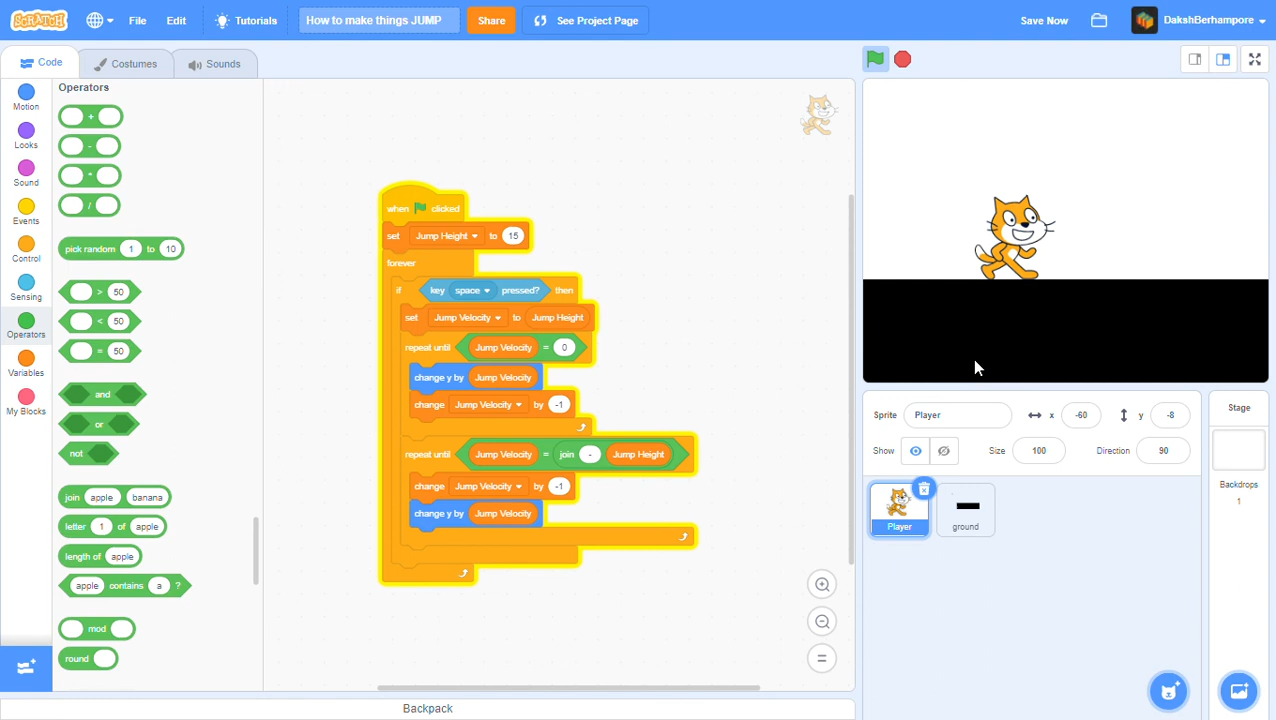 SCRATCH File Edit Tutorials How to make things JUMP Share See Project Page Save Now DakshBerhampore
Code Costumes Sounds
Motion
Looks
Sound
Events
Control
Sensing
Operators
Variables
My Blocks
Operators
+
-
*
/
pick random 1 to 10
> 50
< 50
= 50
and
or
not
join apple banana
letter 1 of apple
length of apple
apple contains a ?
mod
round
when clicked
set Jump Height to 15
forever
if key space pressed? then
set Jump Velocity to Jump Height
repeat until Jump Velocity = 0
change y by Jump Velocity
change Jump Velocity by -1
repeat until Jump Velocity = join - Jump Height
change Jump Velocity by -1
change y by Jump Velocity
Sprite Player x -60 y -8
Show Size 100 Direction 90
Player
ground
Stage
Backdrops
1
Backpack